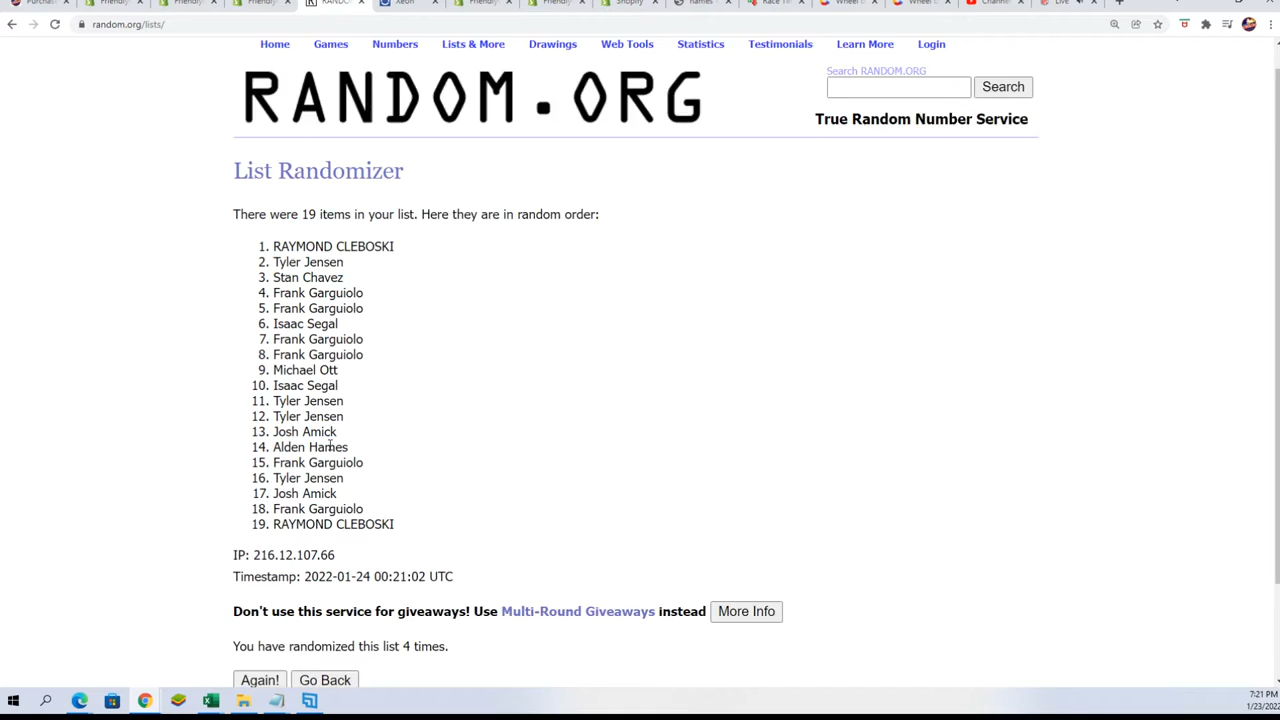 random.org/lists/
Home Games Numbers Lists & More Drawings Web Tools Statistics Testimonials Learn More Login
RANDOM.ORG
Search RANDOM.ORG
Search
True Random Number Service
List Randomizer
There were 19 items in your list. Here they are in random order:
1. RAYMOND CLEBOSKI
2. Tyler Jensen
3. Stan Chavez
4. Frank Garguiolo
5. Frank Garguiolo
6. Isaac Segal
7. Frank Garguiolo
8. Frank Garguiolo
9. Michael Ott
10. Isaac Segal
11. Tyler Jensen
12. Tyler Jensen
13. Josh Amick
14. Alden Hames
15. Frank Garguiolo
16. Tyler Jensen
17. Josh Amick
18. Frank Garguiolo
19. RAYMOND CLEBOSKI
IP: 216.12.107.66
Timestamp: 2022-01-24 00:21:02 UTC
Don't use this service for giveaways! Use Multi-Round Giveaways instead More Info
You have randomized this list 4 times.
Again! Go Back
7:21 PM